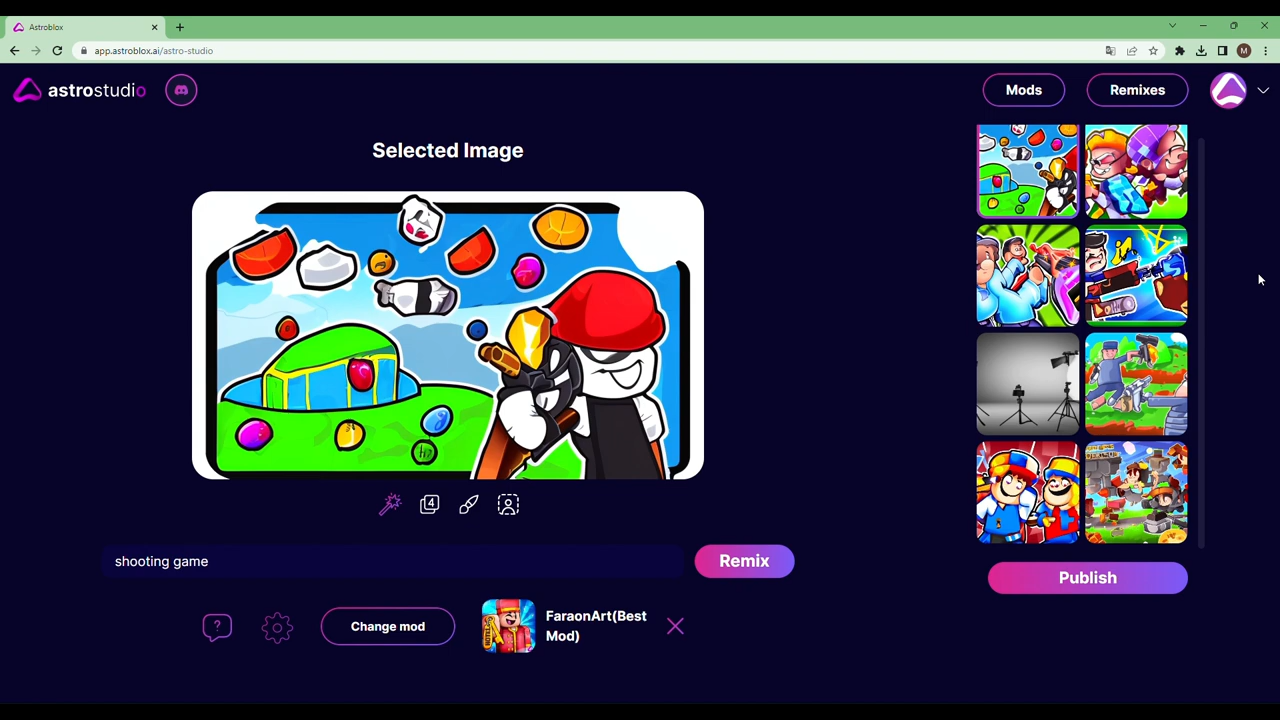 Astroblox
app.astroblox.ai/astro-studio
M
astrostudio
Mods
Remixes
Selected Image
4
shooting game
Remix
Publish
?
Change mod
FaraonArt(Best
Mod)